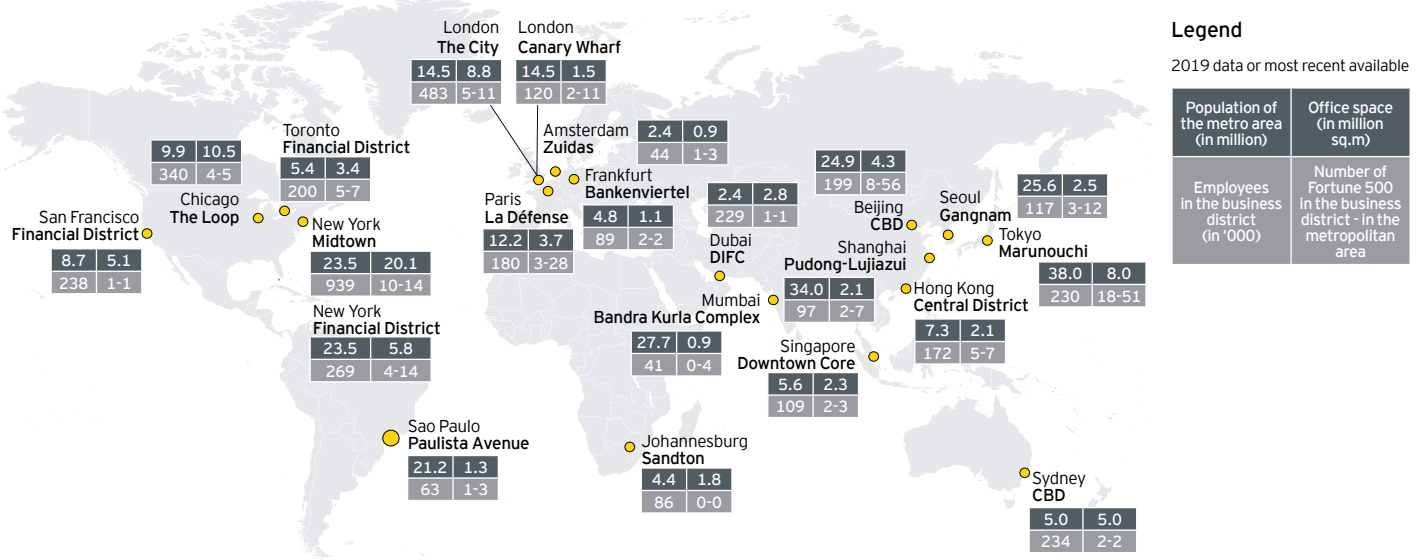 London
The City
14.5 8.8
483 5-11
London
Canary Wharf
14.5 1.5
120 2-11
Amsterdam
Zuidas
2.4 0.9
44 1-3
Frankfurt
Bankenviertel
4.8 1.1
89 2-2
Paris
La Défense
12.2 3.7
180 3-28
Toronto
Financial District
5.4 3.4
200 5-7
9.9 10.5
340 4-5
Chicago
The Loop
San Francisco
Financial District
8.7 5.1
238 1-1
New York
Midtown
23.5 20.1
939 10-14
New York
Financial District
23.5 5.8
269 4-14
Sao Paulo
Paulista Avenue
21.2 1.3
63 1-3
2.4 2.8
229 1-1
Dubai
DIFC
Mumbai
Bandra Kurla Complex
27.7 0.9
41 0-4
24.9 4.3
199 8-56
Beijing
CBD
Shanghai
Pudong-Lujiazui
34.0 2.1
97 2-7
25.6 2.5
117 3-12
Seoul
Gangnam
Tokyo
Marunouchi
38.0 8.0
230 18-51
Hong Kong
Central District
7.3 2.1
172 5-7
Singapore
Downtown Core
5.6 2.3
109 2-3
Johannesburg
Sandton
4.4 1.8
86 0-0
Sydney
CBD
5.0 5.0
234 2-2
Legend
2019 data or most recent available
Population of
the metro area
(in million)
Office space
(in million
sq.m)
Employees
in the business
district
(in ‘000)
Number of
Fortune 500
in the business
district - in the
metropolitan
area